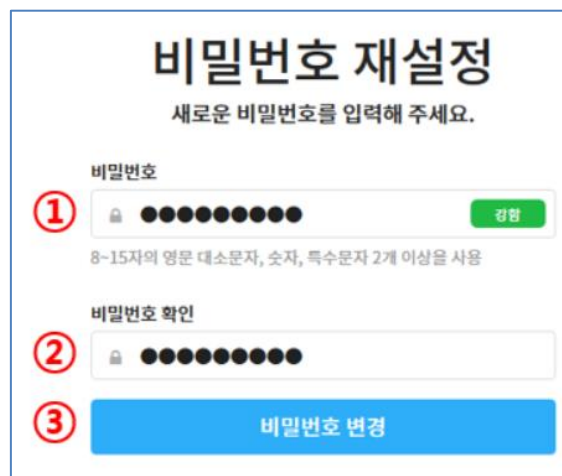 비밀번호 재설정
새로운 비밀번호를 입력해 주세요.
비밀번호
① ●●●●●●●●● 강함
8~15자의 영문 대소문자, 숫자, 특수문자 2개 이상을 사용
비밀번호 확인
② ●●●●●●●●●
③ 비밀번호 변경